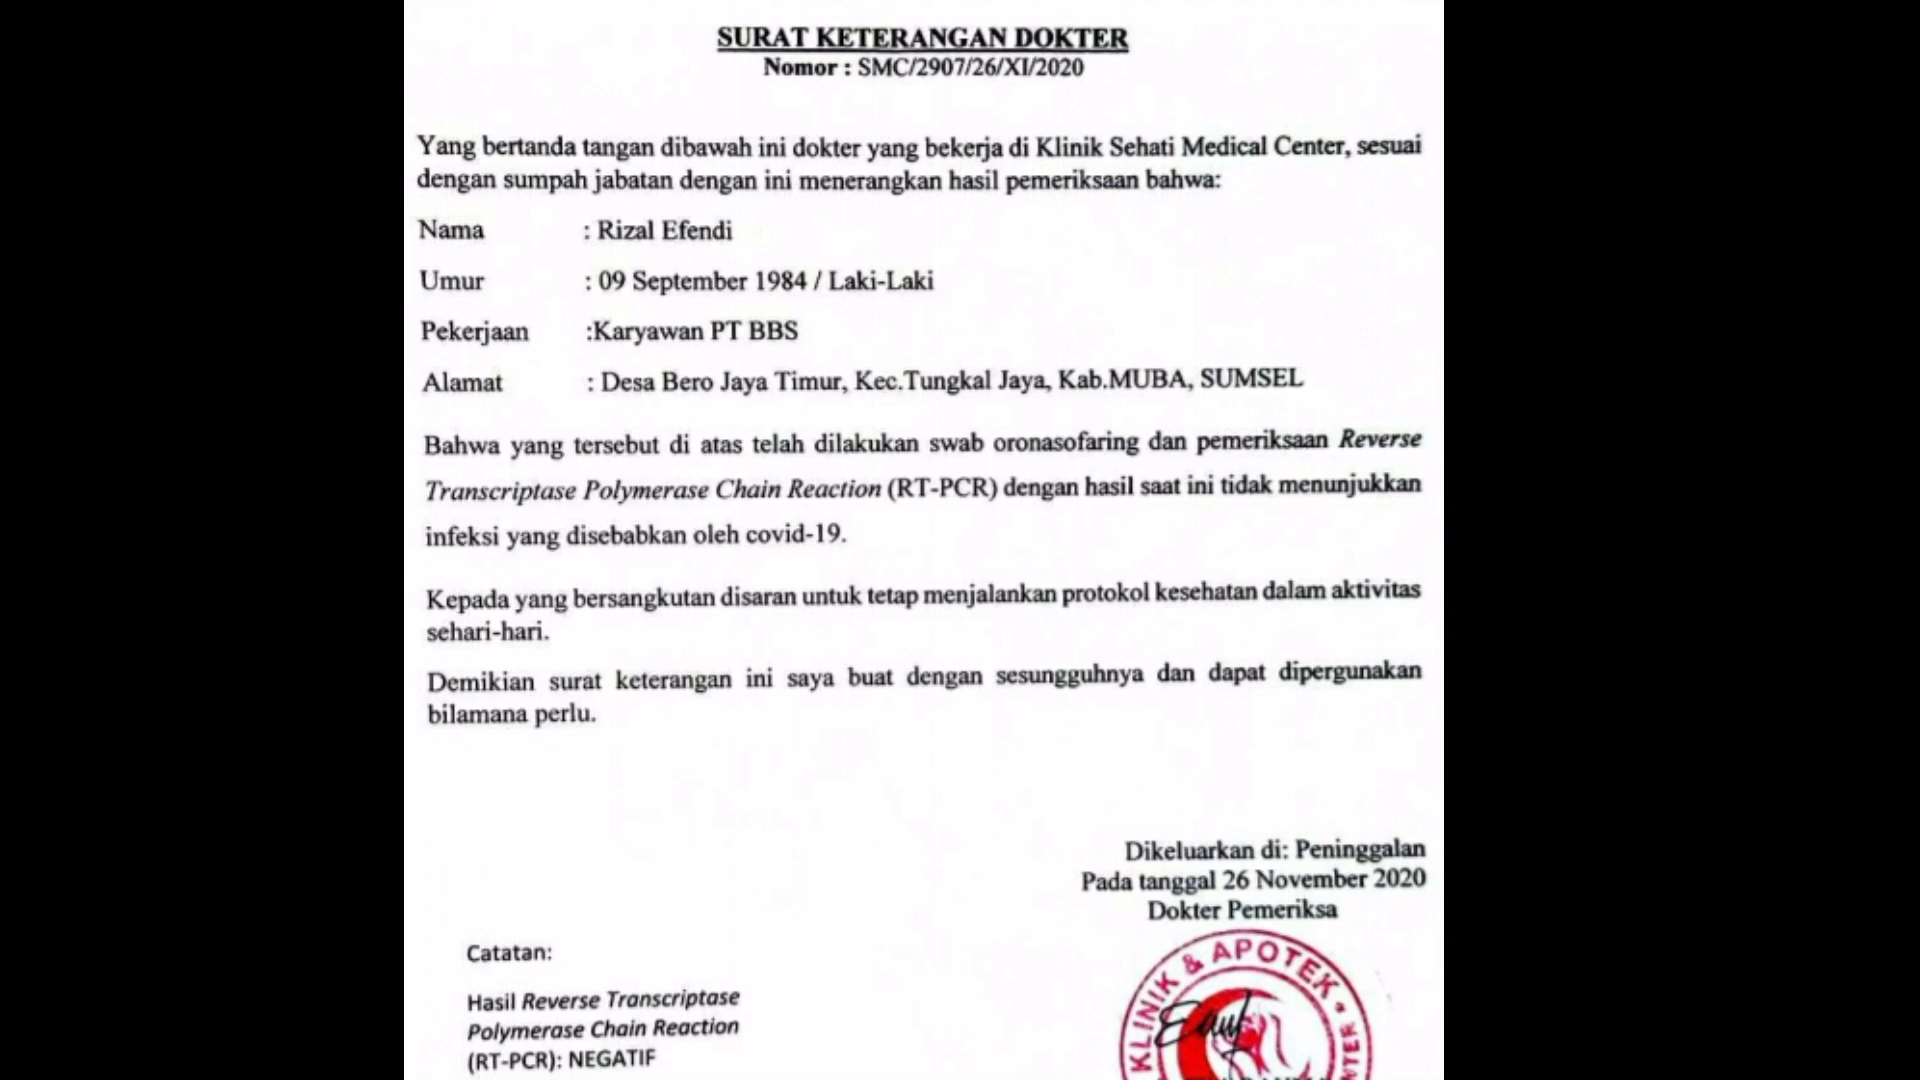 SURAT KETERANGAN DOKTER
Nomor : SMC/2907/26/XI/2020
Yang bertanda tangan dibawah ini dokter yang bekerja di Klinik Sehati Medical Center, sesuai
dengan sumpah jabatan dengan ini menerangkan hasil pemeriksaan bahwa:
Nama : Rizal Efendi
Umur : 09 September 1984 / Laki-Laki
Pekerjaan :Karyawan PT BBS
Alamat : Desa Bero Jaya Timur, Kec.Tungkal Jaya, Kab.MUBA, SUMSEL
Bahwa yang tersebut di atas telah dilakukan swab oronasofaring dan pemeriksaan Reverse
Transcriptase Polymerase Chain Reaction (RT-PCR) dengan hasil saat ini tidak menunjukkan
infeksi yang disebabkan oleh covid-19.
Kepada yang bersangkutan disaran untuk tetap menjalankan protokol kesehatan dalam aktivitas
sehari-hari.
Demikian surat keterangan ini saya buat dengan sesungguhnya dan dapat dipergunakan
bilamana perlu.
Dikeluarkan di: Peninggalan
Pada tanggal 26 November 2020
Dokter Pemeriksa
KLINIK & APOTEK
Catatan:
Hasil Reverse Transcriptase
Polymerase Chain Reaction
(RT-PCR): NEGATIF